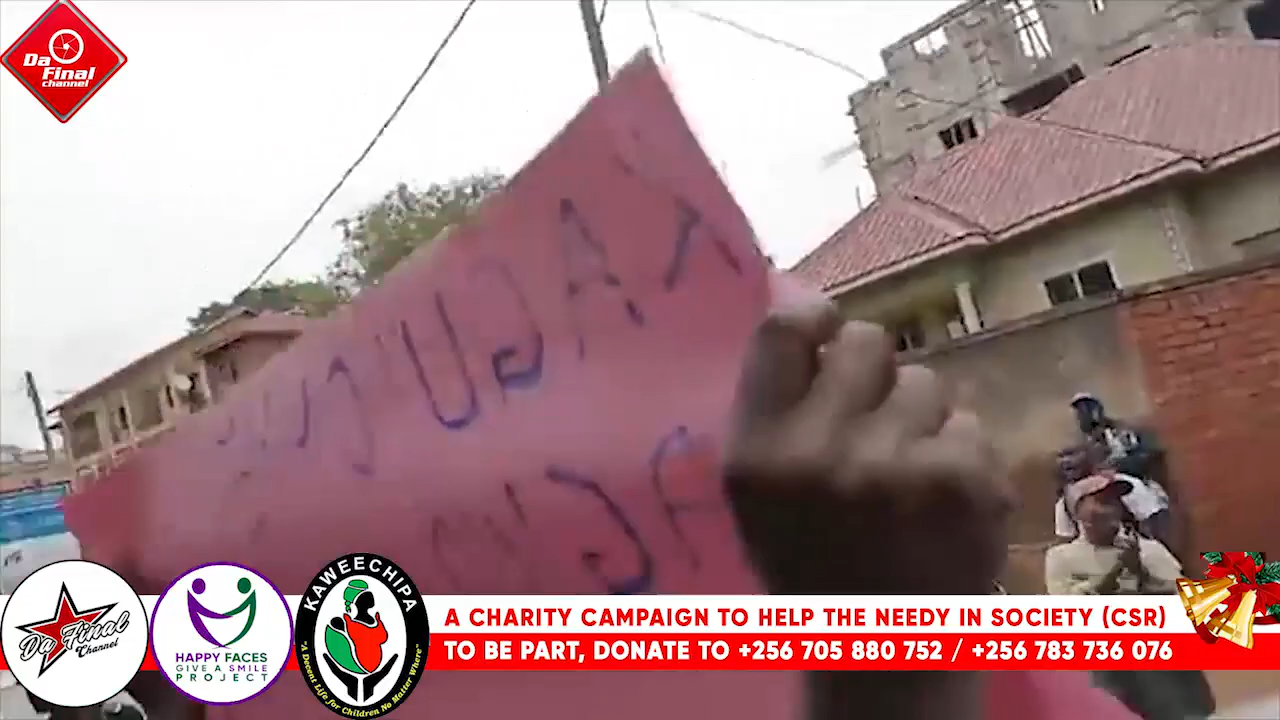 Da
Final
channel
Da Final
Channel
HAPPY FACES
GIVE A SMILE
PROJECT
KAWEECHIPA
"A Decent Life for Children No Matter Where"
A CHARITY CAMPAIGN TO HELP THE NEEDY IN SOCIETY (CSR)
TO BE PART, DONATE TO +256 705 880 752 / +256 783 736 076